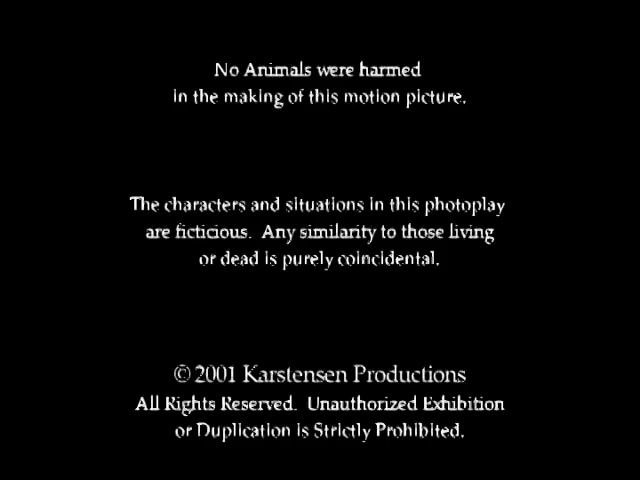 No Animals were harmed
in the making of this motion picture.
The characters and situations in this photoplay
are ficticious. Any similarity to those living
or dead is purely coincidental.
© 2001 Karstensen Productions
All Rights Reserved. Unauthorized Exhibition
or Duplication is Strictly Prohibited.